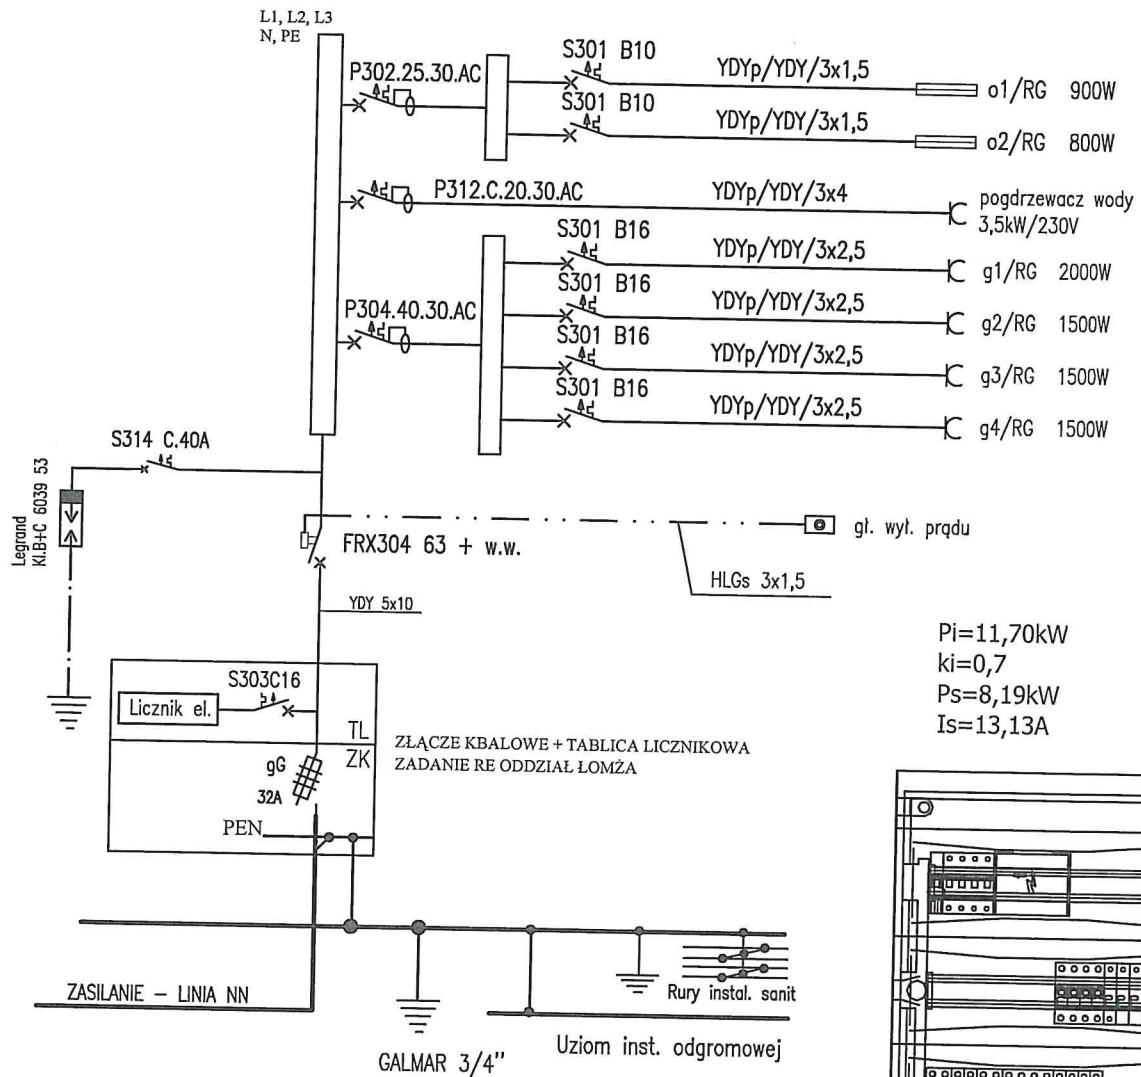 L1, L2, L3
N, PE
P302.25.30.AC
S301 B10
YDYp/YDY/3x1,5
o1/RG 900W
S301 B10
YDYp/YDY/3x1,5
o2/RG 800W
P312.C.20.30.AC
YDYp/YDY/3x4
pogdrzewacz wody
3,5kW/230V
S301 B16
YDYp/YDY/3x2,5
g1/RG 2000W
S301 B16
YDYp/YDY/3x2,5
g2/RG 1500W
P304.40.30.AC
S301 B16
YDYp/YDY/3x2,5
g3/RG 1500W
S301 B16
YDYp/YDY/3x2,5
g4/RG 1500W
S314 C.40A
Legrand
Kl.B+C 6039 53
FRX304 63 + w.w.
gł. wył. prądu
HLGs 3x1,5
YDY 5x10
Pi=11,70kW
ki=0,7
Ps=8,19kW
Is=13,13A
S303C16
Licznik el.
TL
ZK
ZŁĄCZE KBALOWE + TABLICA LICZNIKOWA
ZADANIE RE ODDZIAŁ ŁOMŻA
gG
32A
PEN
ZASILANIE – LINIA NN
Rury instal. sanit
GALMAR 3/4"
Uziom inst. odgromowej